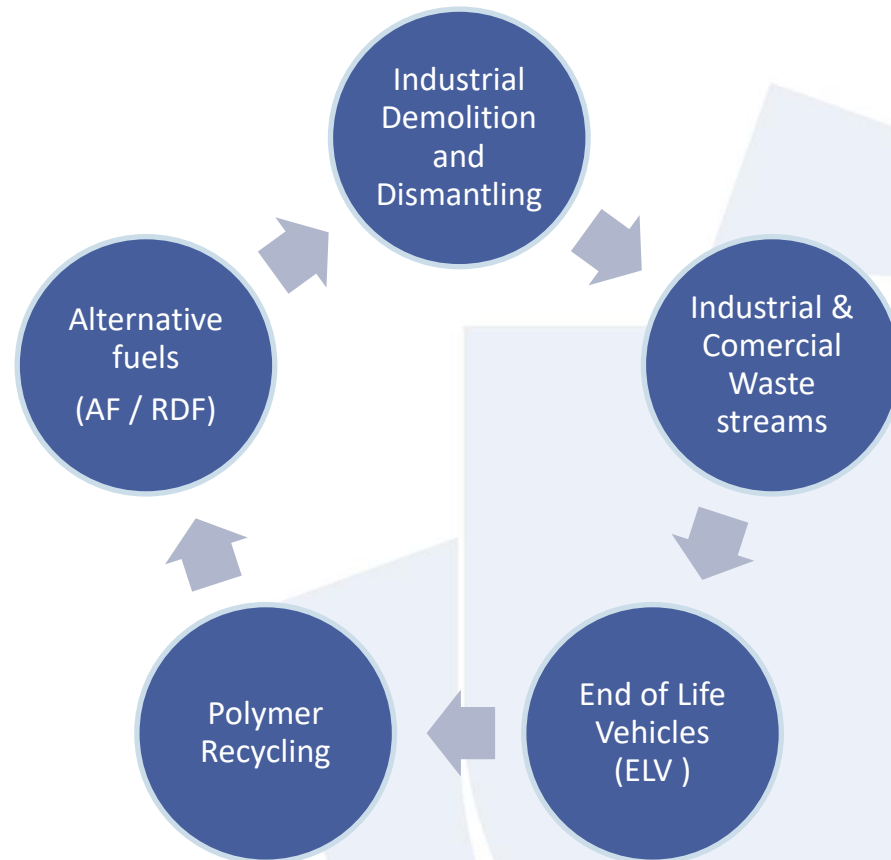 Industrial
Demolition
and
Dismantling
Industrial &
Comercial
Waste
streams
End of Life
Vehicles
(ELV )
Polymer
Recycling
Alternative
fuels
(AF / RDF)